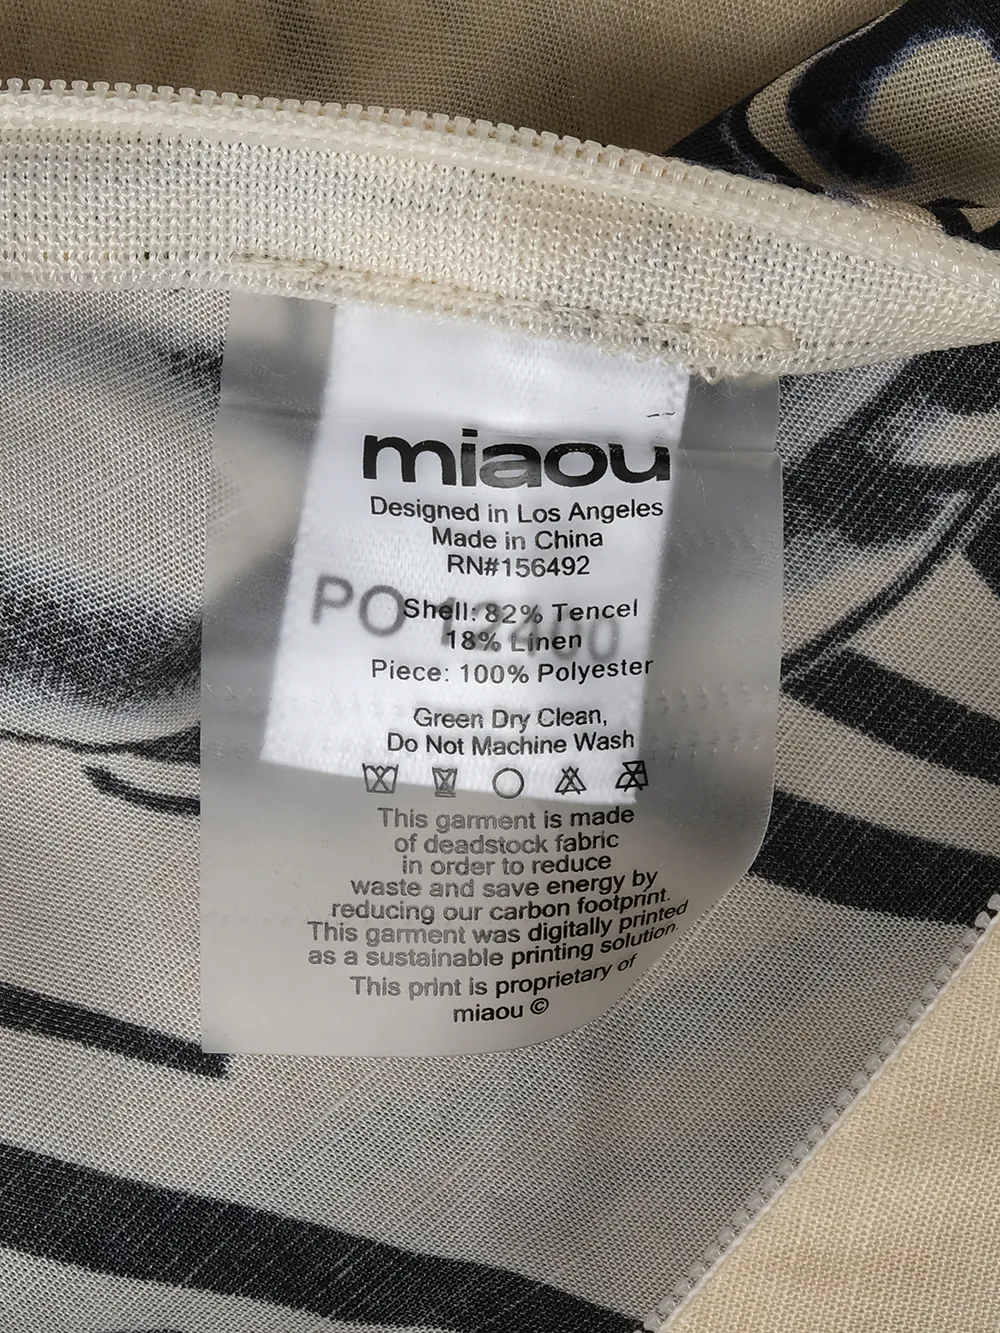 miaou
Designed in Los Angeles
Made in China
RN#156492
PO
Shell: 82% Tencel
18% Linen
Piece: 100% Polyester
Green Dry Clean,
Do Not Machine Wash
This garment is made
of deadstock fabric
in order to reduce
waste and save energy by
reducing our carbon footprint.
This garment was digitally printed
as a sustainable printing solution.
This print is proprietary of
miaou ©